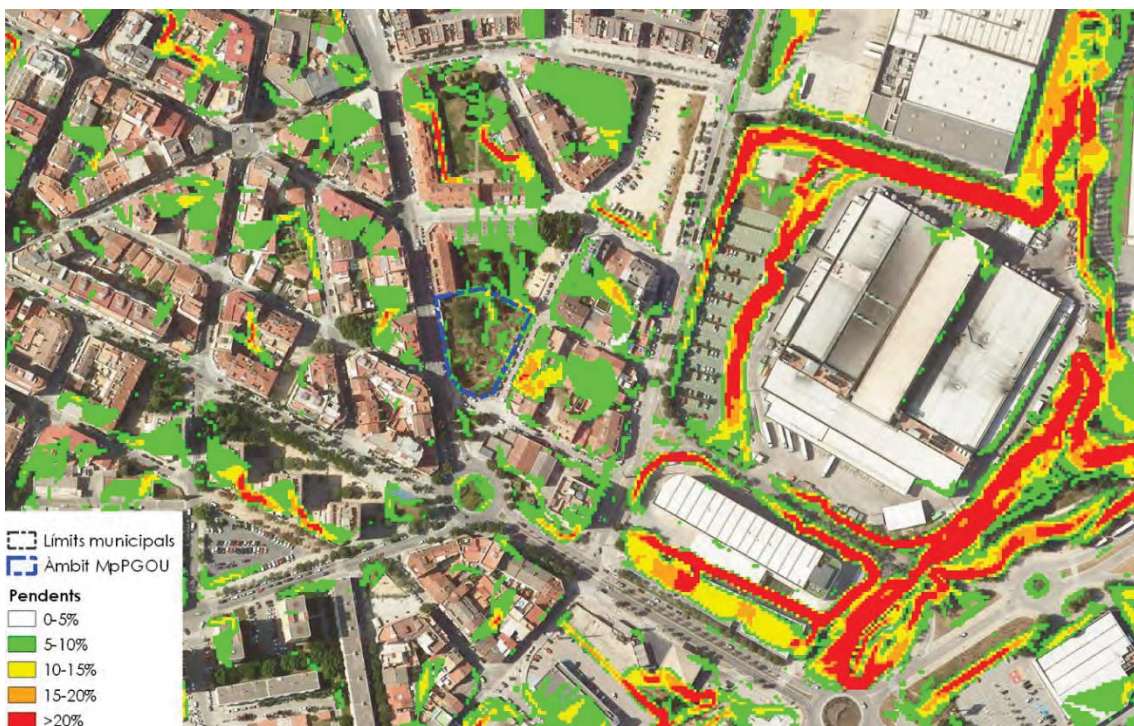 Límits municipals
Àmbit MpPGOU
Pendents
0-5%
5-10%
10-15%
15-20%
>20%